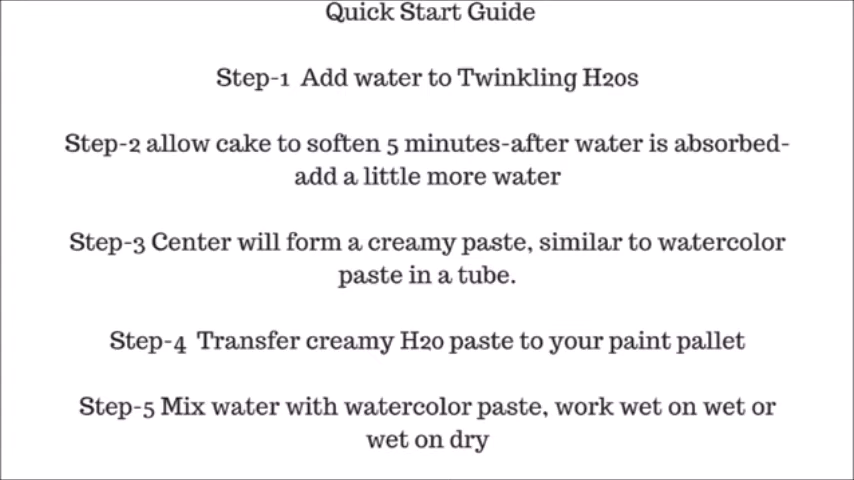 Quick Start Guide
Step-1 Add water to Twinkling H20s
Step-2 allow cake to soften 5 minutes-after water is absorbed-
add a little more water
Step-3 Center will form a creamy paste, similar to watercolor
paste in a tube.
Step-4 Transfer creamy H20 paste to your paint pallet
Step-5 Mix water with watercolor paste, work wet on wet or
wet on dry